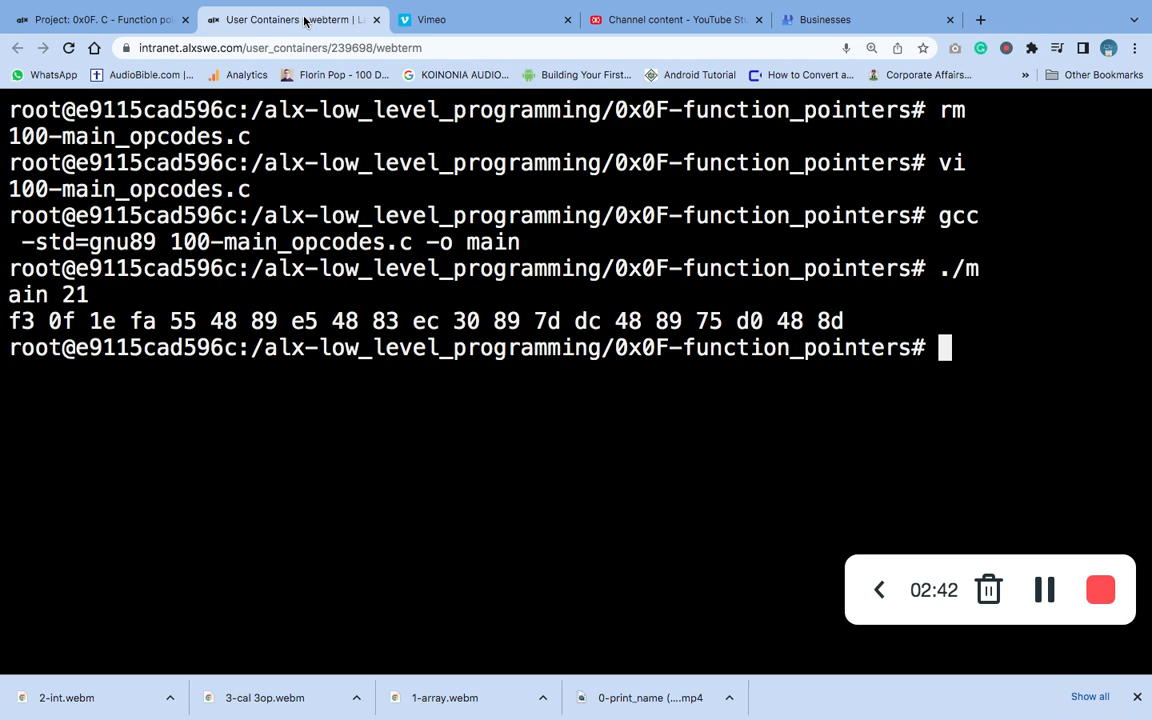 Project: 0x0F. C - Function poi
User Containers | webterm | L
Vimeo
Channel content - YouTube Stu
Businesses
intranet.alxswe.com/user_containers/239698/webterm
WhatsApp
AudioBible.com |...
Analytics
Florin Pop - 100 D...
KOINONIA AUDIO...
Building Your First...
Android Tutorial
How to Convert a...
Corporate Affairs...
»
Other Bookmarks
root@e9115cad596c:/alx-low_level_programming/0x0F-function_pointers# rm
100-main_opcodes.c
root@e9115cad596c:/alx-low_level_programming/0x0F-function_pointers# vi
100-main_opcodes.c
root@e9115cad596c:/alx-low_level_programming/0x0F-function_pointers# gcc
-std=gnu89 100-main_opcodes.c -o main
root@e9115cad596c:/alx-low_level_programming/0x0F-function_pointers# ./m
ain 21
f3 0f 1e fa 55 48 89 e5 48 83 ec 30 89 7d dc 48 89 75 d0 48 8d
root@e9115cad596c:/alx-low_level_programming/0x0F-function_pointers#
02:42
2-int.webm
3-cal 3op.webm
1-array.webm
0-print_name (....mp4
Show all